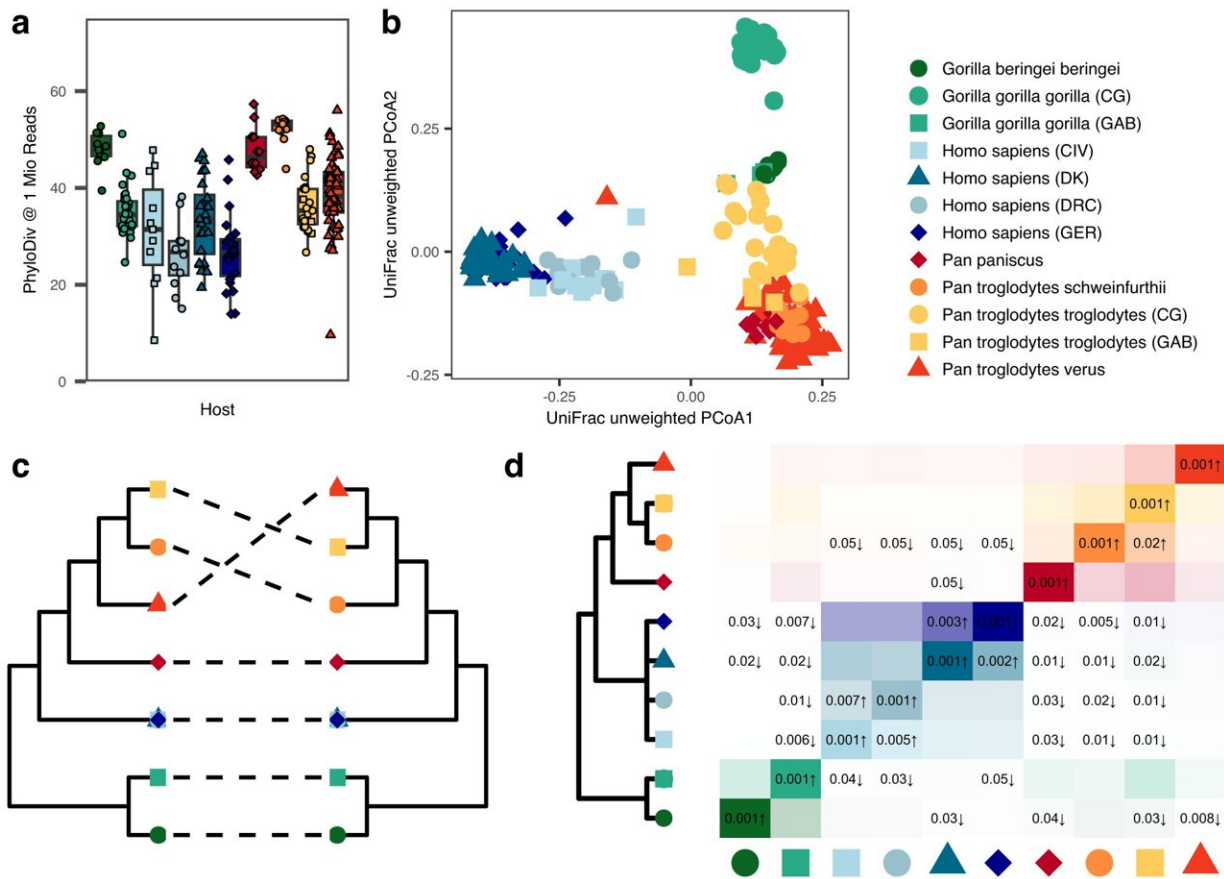 a
60
40
20
0
PhyloDiv @ 1 Mio Reads
Host
b
0.25
0.00
-0.25
UniFrac unweighted PCoA2
-0.25
0.00
0.25
UniFrac unweighted PCoA1
Gorilla beringei beringei
Gorilla gorilla gorilla (CG)
Gorilla gorilla gorilla (GAB)
Homo sapiens (CIV)
Homo sapiens (DK)
Homo sapiens (DRC)
Homo sapiens (GER)
Pan paniscus
Pan troglodytes schweinfurthii
Pan troglodytes troglodytes (CG)
Pan troglodytes troglodytes (GAB)
Pan troglodytes verus
c
d
0.001↑
0.001↑
0.05↓ 0.05↓ 0.05↓ 0.05↓ 0.001↑ 0.02↑
0.05↓ 0.001↑
0.03↓ 0.007↓ 0.003↑ 0.001↑ 0.02↓ 0.005↓ 0.01↓
0.02↓ 0.02↓ 0.001↑ 0.002↑ 0.01↓ 0.01↓ 0.02↓
0.01↓ 0.007↑ 0.001↑ 0.03↓ 0.02↓ 0.01↓
0.006↓ 0.001↑ 0.005↑ 0.03↓ 0.01↓ 0.01↓
0.001↑ 0.04↓ 0.03↓ 0.05↓
0.001↑ 0.03↓ 0.04↓ 0.03↓ 0.008↓